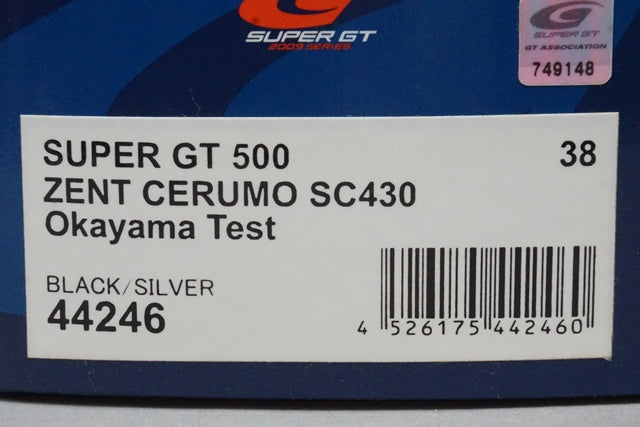 SUPER GT
2009 SERIES
SUPER GT
GT ASSOCIATION
749148
SUPER GT 500 38
ZENT CERUMO SC430
Okayama Test
BLACK/SILVER
44246
4 526175 442460